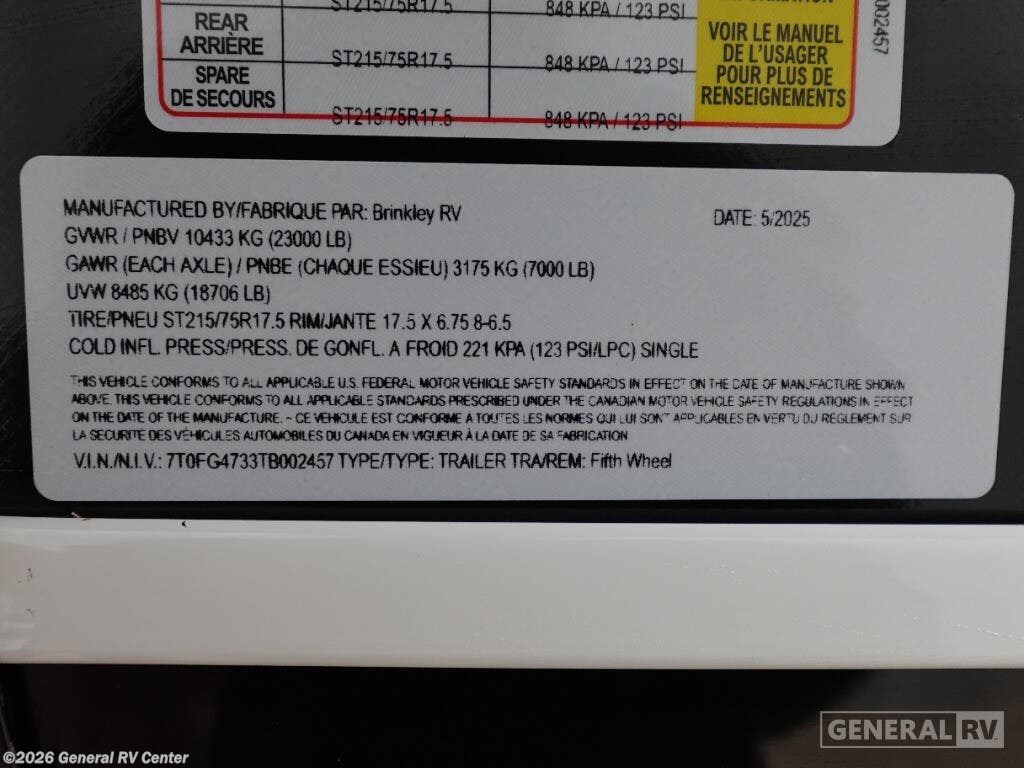 ST215/75R17.5 848 KPA / 123 PSI
REAR
ARRIÈRE
ST215/75R17.5 848 KPA / 123 PSI
SPARE
DE SECOURS
ST215/75R17.5 848 KPA / 123 PSI
VOIR LE MANUEL
DE L'USAGER
POUR PLUS DE
RENSEIGNEMENTS
002457
MANUFACTURED BY/FABRIQUE PAR: Brinkley RV DATE: 5/2025
GVWR / PNBV 10433 KG (23000 LB)
GAWR (EACH AXLE) / PNBE (CHAQUE ESSIEU) 3175 KG (7000 LB)
UVW 8485 KG (18706 LB)
TIRE/PNEU ST215/75R17.5 RIM/JANTE 17.5 X 6.75 8-6.5
COLD INFL. PRESS/PRESS. DE GONFL. A FROID 221 KPA (123 PSI/LPC) SINGLE
THIS VEHICLE CONFORMS TO ALL APPLICABLE U.S. FEDERAL MOTOR VEHICLE SAFETY STANDARDS IN EFFECT ON THE DATE OF MANUFACTURE SHOWN
ABOVE. THIS VEHICLE CONFORMS TO ALL APPLICABLE STANDARDS PRESCRIBED UNDER THE CANADIAN MOTOR VEHICLE SAFETY REGULATIONS IN EFFECT
ON THE DATE OF THE MANUFACTURE. - CE VEHICULE EST CONFORME A TOUTES LES NORMES QUI LUI SONT APPLICABLES EN VERTU DU REGLEMENT SUR
LA SECURITE DES VÉHICULES AUTOMOBILES DU CANADA EN VIGUEUR À LA DATE DE SA FABRICATION
V.I.N./N.I.V.: 7T0FG4733TB002457 TYPE/TYPE: TRAILER TRA/REM: Fifth Wheel
GENERAL RV
©2026 General RV Center